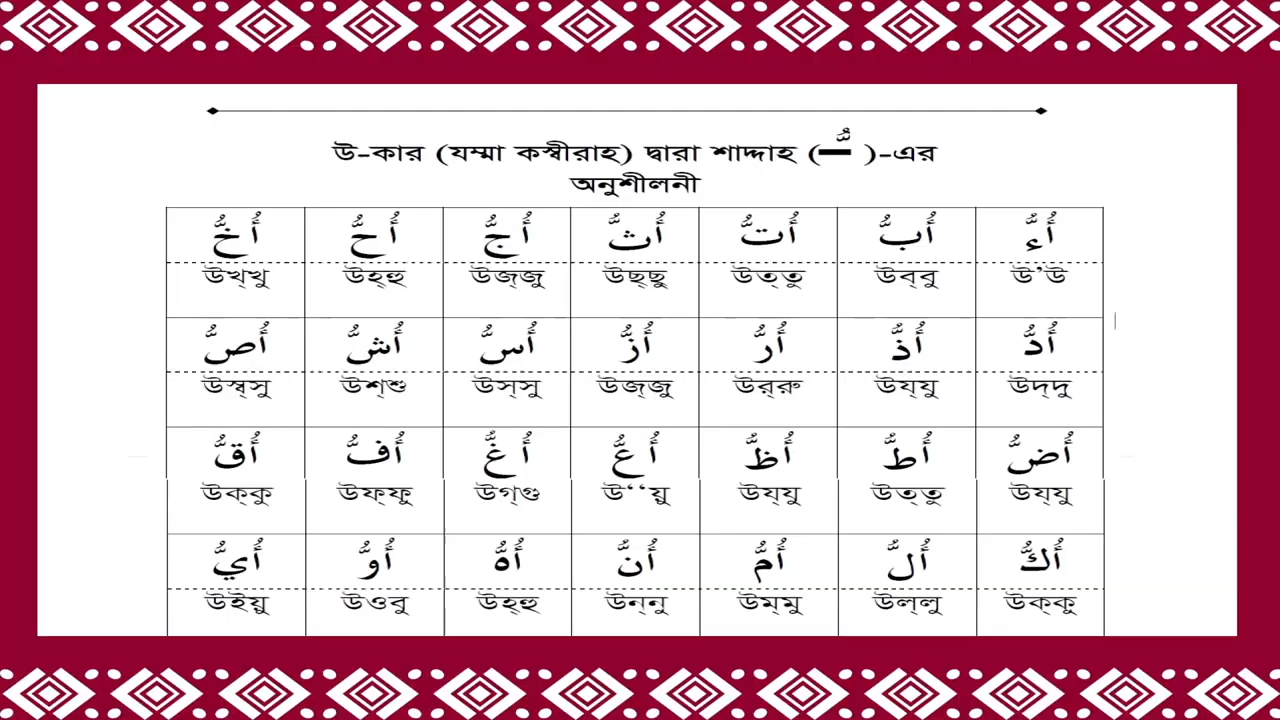 উ-কার (যম্মা কস্বীরাহ) দ্বারা শাদ্দাহ (ـُّ )-এর
অনুশীলনী
أُءُّ أُبُّ أُتُّ أُثُّ أُجُّ أُحُّ أُخُّ
উ’উ উব্বু উত্তু উছ্ছু উজ্জু উহ্হু উখ্খু
أُدُّ أُذُّ أُرُّ أُزُّ أُسُّ أُشُّ أُصُّ
উদ্দু উয্যু উর্রু উজ্জু উস্সু উশ্শু উস্ব্সু
أُضُّ أُطُّ أُظُّ أُعُّ أُغُّ أُفُّ أُقُّ
উয্যু উত্তু উয্যু উ‘‘য়ু উগ্গু উফ্ফু উক্কু
أُكُّ أُلُّ أُمُّ أُنُّ أُهُّ أُوُّ أُيُّ
উক্কু উল্লু উম্মু উন্নু উহ্হু উওবু উইয়ু